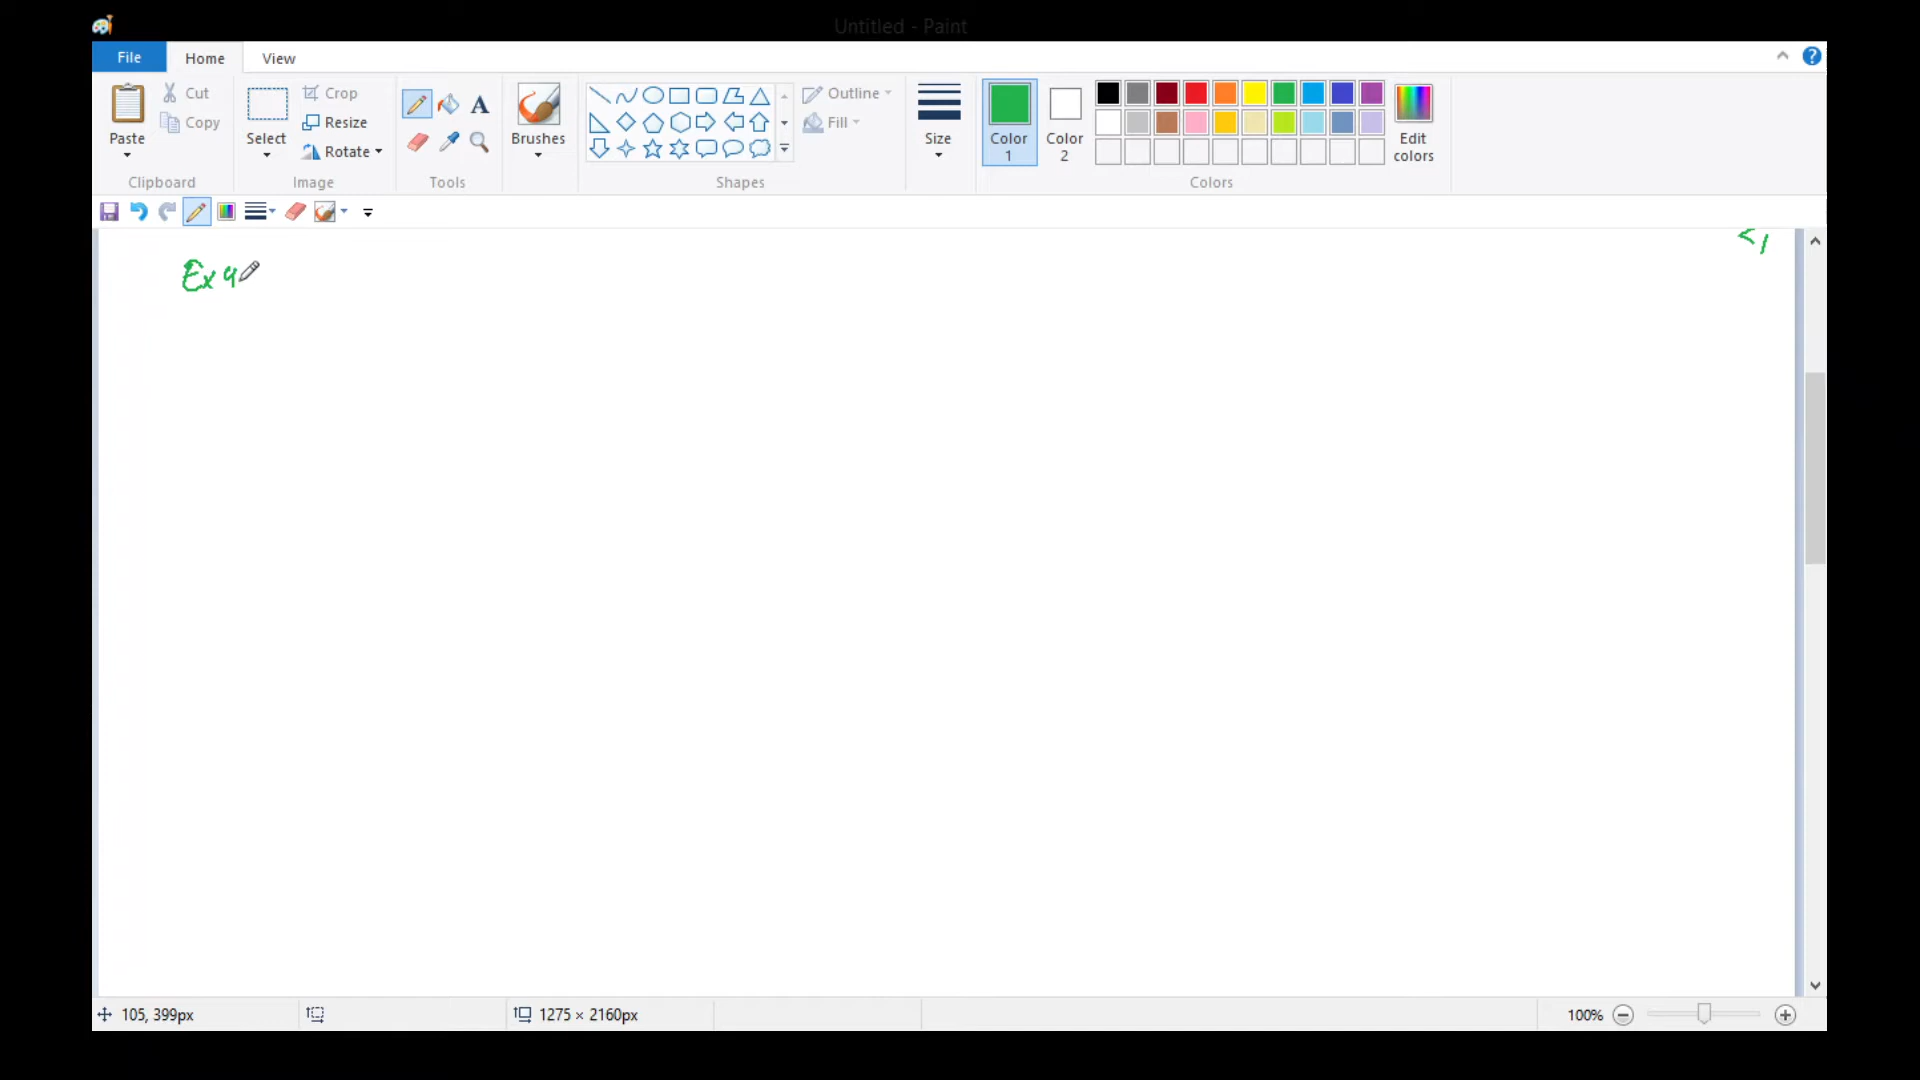 Untitled - Paint
File Home View
Paste
Cut
Copy
Clipboard
Select
Crop
Resize
Rotate
Image
Tools
Brushes
Shapes
Outline
Fill
Size
Color 1
Color 2
Edit colors
Colors
Ex 9
105, 399px
1275 × 2160px
100%